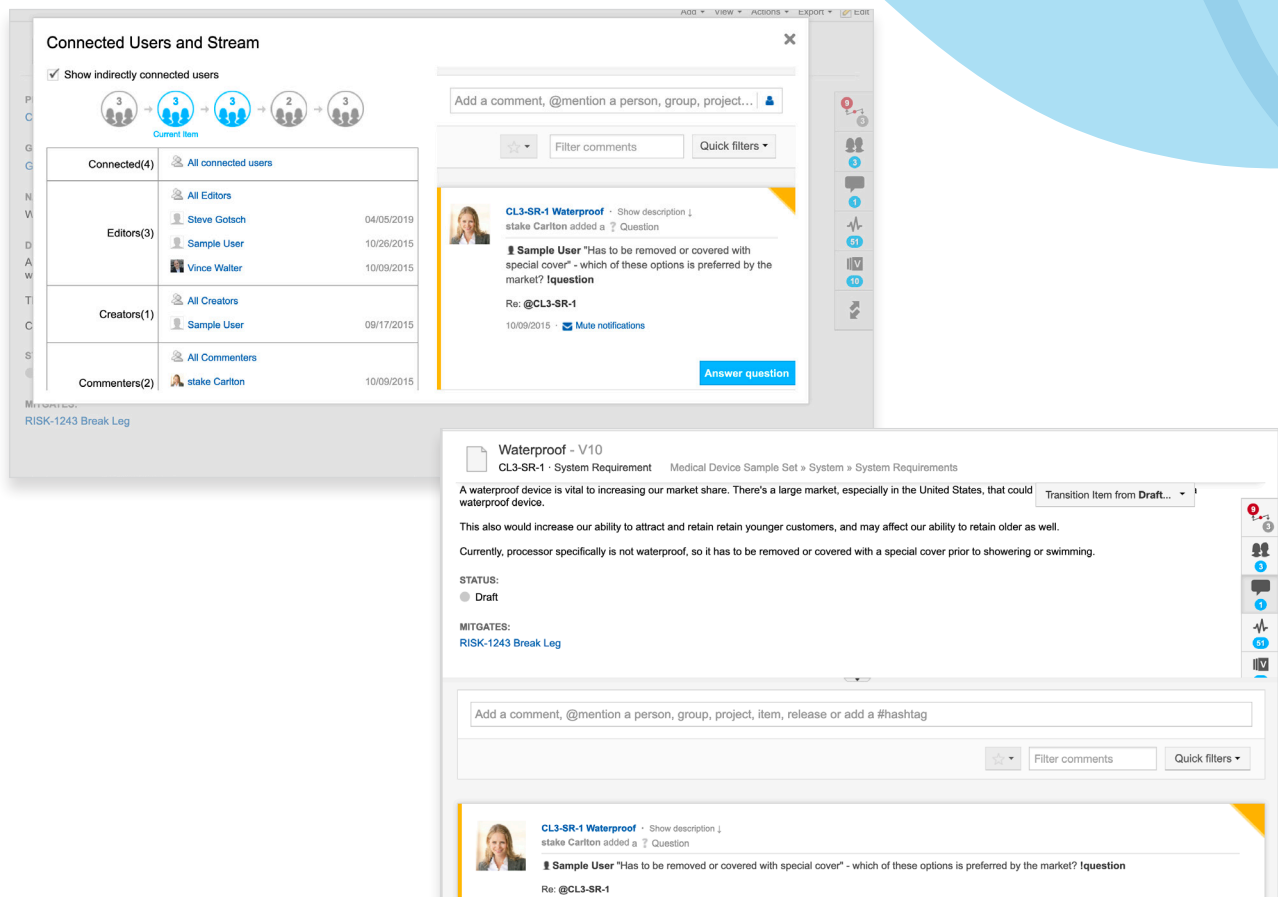 Add View Actions Export Edit
Connected Users and Stream
Show indirectly connected users
3 3 3 2 3
Current Item
Connected(4) All connected users
Editors(3)
All Editors
Steve Gotsch 04/05/2019
Sample User 10/26/2015
Vince Walter 10/09/2015
Creators(1)
All Creators
Sample User 09/17/2015
Commenters(2)
All Commenters
stake Carlton 10/09/2015
Add a comment, @mention a person, group, project...
Filter comments Quick filters
CL3-SR-1 Waterproof · Show description ↓
stake Carlton added a ? Question
Sample User "Has to be removed or covered with
special cover" - which of these options is preferred by the
market? !question
Re: @CL3-SR-1
10/09/2015 · Mute notifications
Answer question
9
3
3
1
51
V
10
MITGATES:
RISK-1243 Break Leg
Waterproof - V10
CL3-SR-1 · System Requirement Medical Device Sample Set » System » System Requirements
A waterproof device is vital to increasing our market share. There's a large market, especially in the United States, that could
waterproof device.
Transition Item from Draft...
This also would increase our ability to attract and retain retain younger customers, and may affect our ability to retain older as well.
Currently, processor specifically is not waterproof, so it has to be removed or covered with a special cover prior to showering or swimming.
STATUS:
Draft
MITGATES:
RISK-1243 Break Leg
9
3
3
1
51
V
Add a comment, @mention a person, group, project, item, release or add a #hashtag
Filter comments Quick filters
CL3-SR-1 Waterproof · Show description ↓
stake Carlton added a ? Question
Sample User "Has to be removed or covered with special cover" - which of these options is preferred by the market? !question
Re: @CL3-SR-1